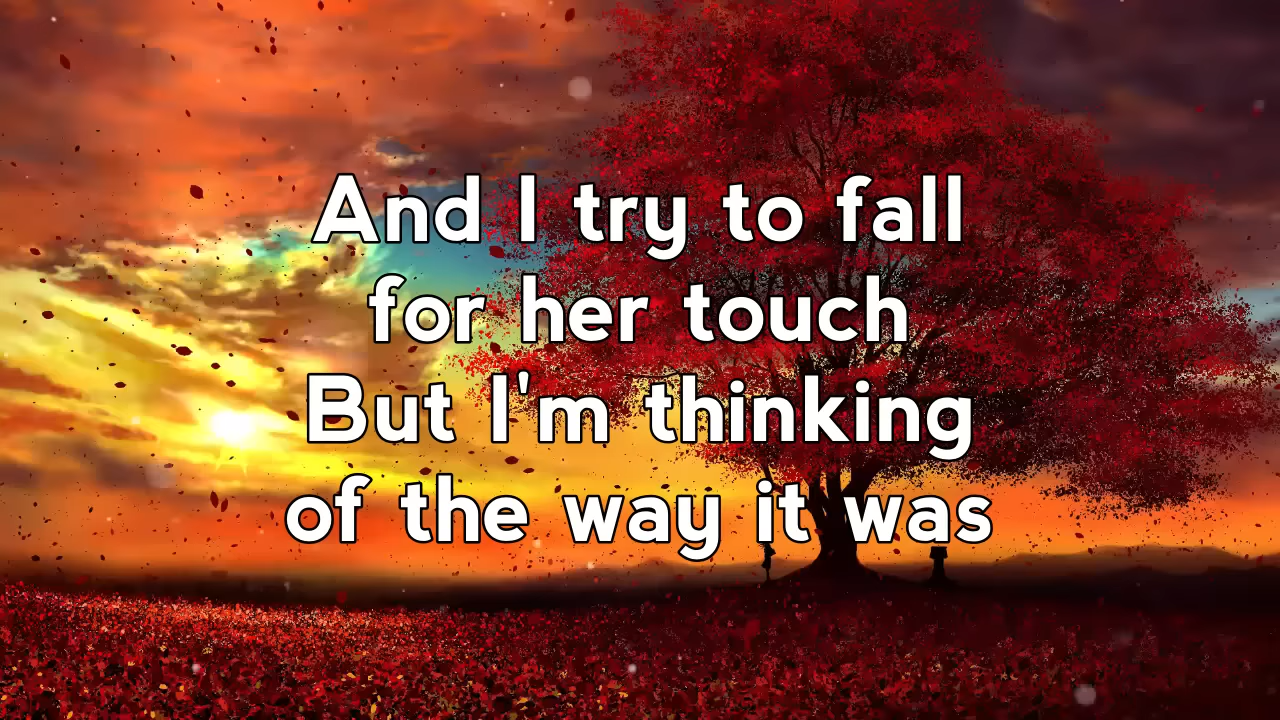 And I try to fall
for her touch
But I'm thinking
of the way it was